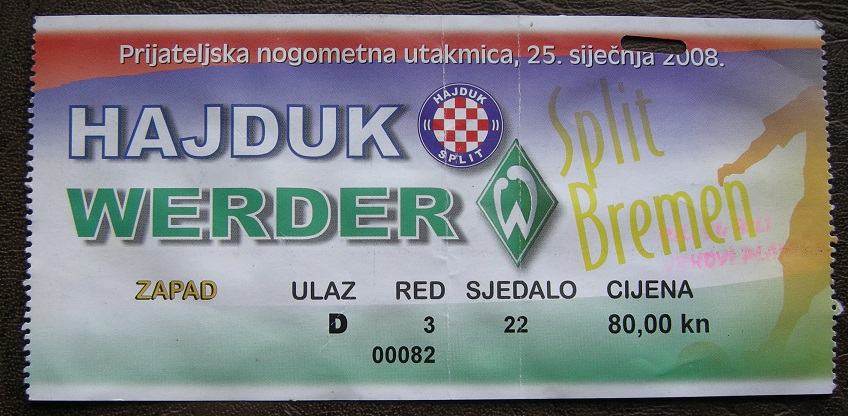 Prijateljska nogometna utakmica, 25. siječnja 2008.
HAJDUK
HAJDUK
SPLIT
WERDER
W
Split
Bremen
ZAPAD ULAZ RED SJEDALO CIJENA
D 3 22 80,00 kn
00082